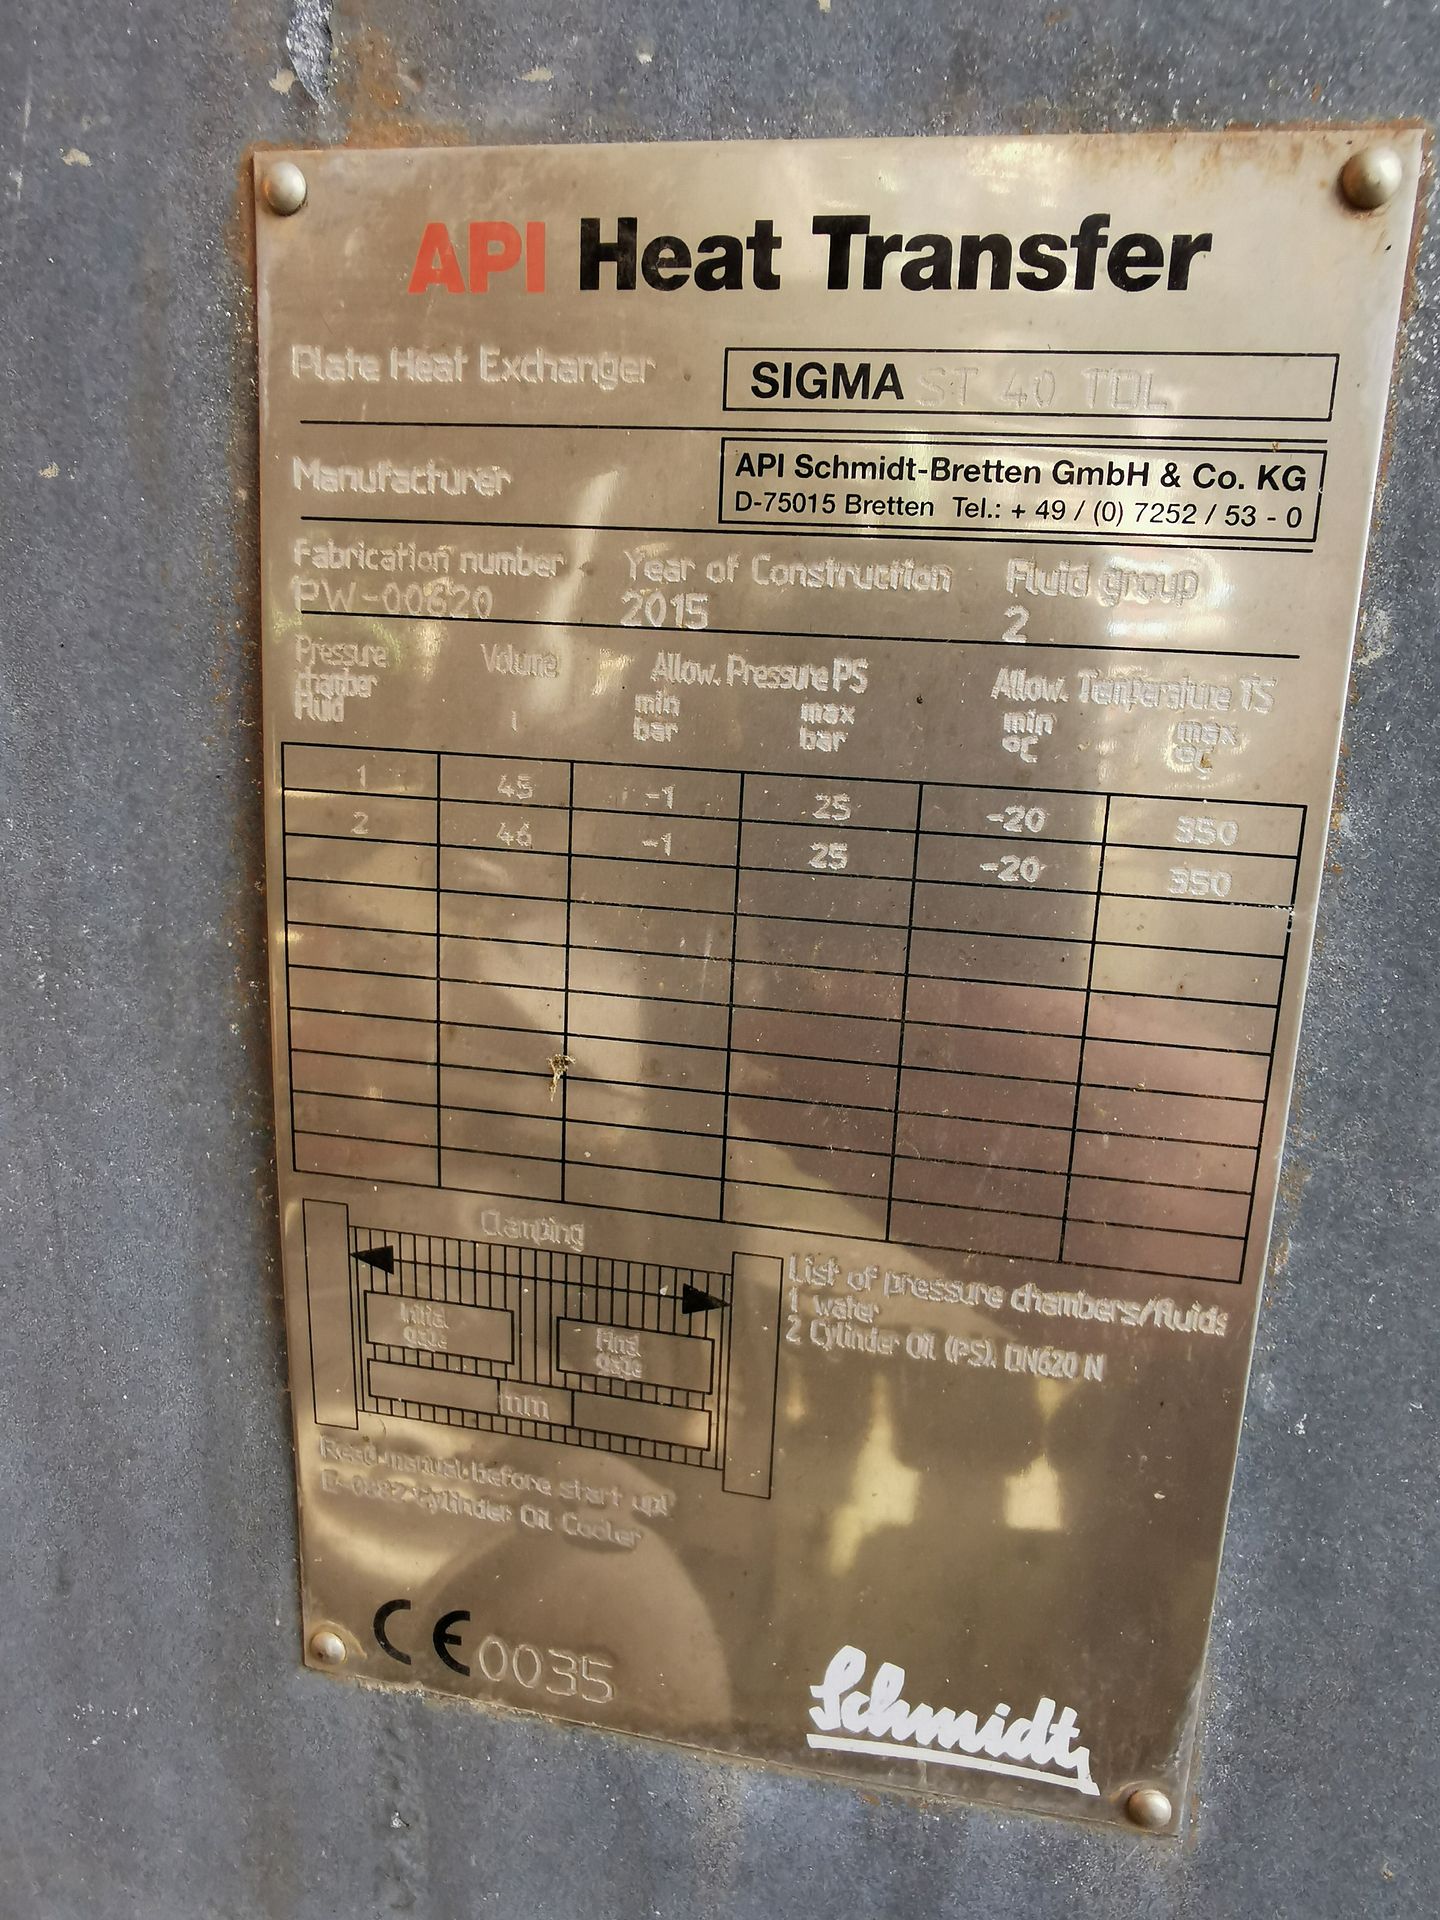 API Heat Transfer
Plate Heat Exchanger SIGMA ST 40 TDL
Manufacturer API Schmidt-Bretten GmbH & Co. KG
D-75015 Bretten Tel.: + 49 / (0) 7252 / 53 - 0
Fabrication number Year of Construction Fluid group
PW-00620 2015 2
Pressure chamber fluid Volume Allow. Pressure PS Allow. Temperature TS
l min bar max bar min °C max °C
1 45 -1 25 -20 350
2 46 -1 25 -20 350
Clamping
Initial gage
Final gage
mm
List of pressure chambers/fluids
1 water
2 Cylinder Oil (PS), DN620 N
Read manual before start up!
Cylinder Oil Cooler
CE 0035
Schmidt